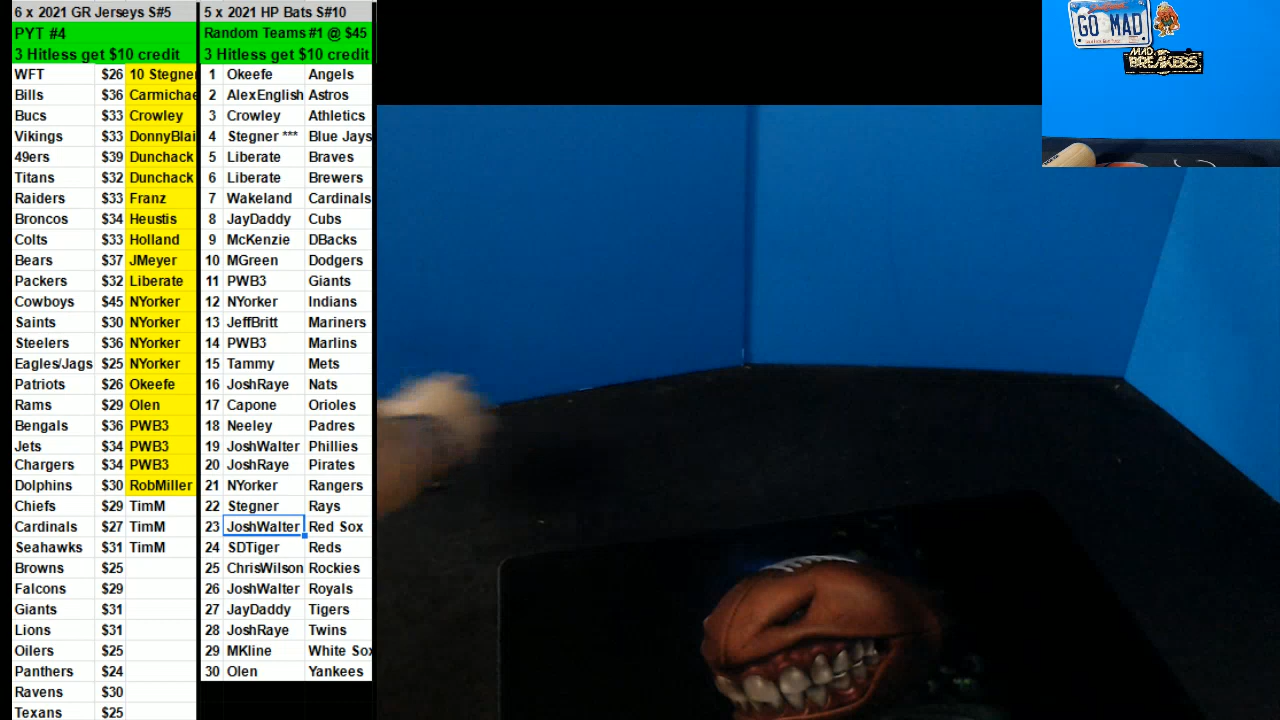 6 x 2021 GR Jerseys S#5
PYT #4
3 Hitless get $10 credit
WFT $26 10 Stegner
Bills $36 Carmichae
Bucs $33 Crowley
Vikings $33 DonnyBlai
49ers $39 Dunchack
Titans $32 Dunchack
Raiders $33 Franz
Broncos $34 Heustis
Colts $33 Holland
Bears $37 JMeyer
Packers $32 Liberate
Cowboys $45 NYorker
Saints $30 NYorker
Steelers $36 NYorker
Eagles/Jags $25 NYorker
Patriots $26 Okeefe
Rams $29 Olen
Bengals $36 PWB3
Jets $34 PWB3
Chargers $34 PWB3
Dolphins $30 RobMiller
Chiefs $29 TimM
Cardinals $27 TimM
Seahawks $31 TimM
Browns $25
Falcons $29
Giants $31
Lions $31
Oilers $25
Panthers $24
Ravens $30
Texans $25
5 x 2021 HP Bats S#10
Random Teams #1 @ $45
3 Hitless get $10 credit
1 Okeefe Angels
2 AlexEnglish Astros
3 Crowley Athletics
4 Stegner *** Blue Jays
5 Liberate Braves
6 Liberate Brewers
7 Wakeland Cardinals
8 JayDaddy Cubs
9 McKenzie DBacks
10 MGreen Dodgers
11 PWB3 Giants
12 NYorker Indians
13 JeffBritt Mariners
14 PWB3 Marlins
15 Tammy Mets
16 JoshRaye Nats
17 Capone Orioles
18 Neeley Padres
19 JoshWalter Phillies
20 JoshRaye Pirates
21 NYorker Rangers
22 Stegner Rays
23 JoshWalter Red Sox
24 SDTiger Reds
25 ChrisWilson Rockies
26 JoshWalter Royals
27 JayDaddy Tigers
28 JoshRaye Twins
29 MKline White Sox
30 Olen Yankees
GO MAD
MAD
BREAKERS